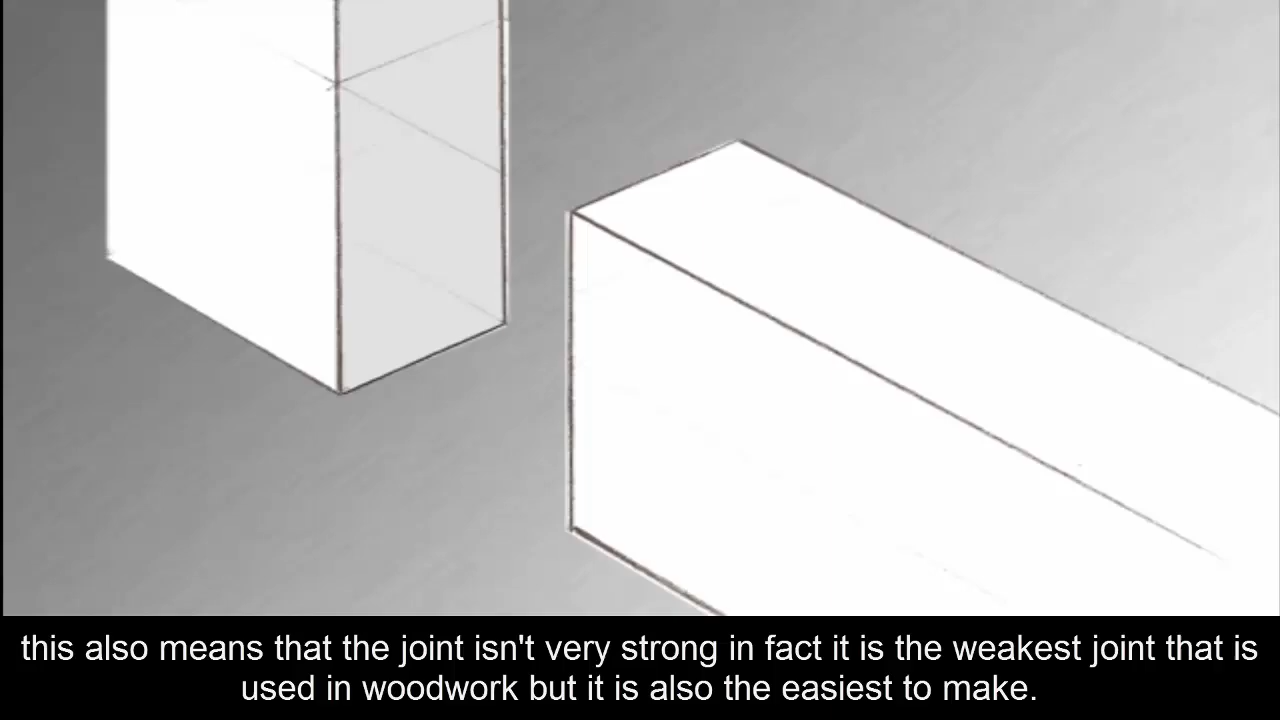 this also means that the joint isn't very strong in fact it is the weakest joint that is
used in woodwork but it is also the easiest to make.